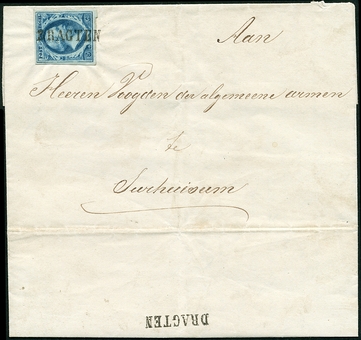 DRAGTEN
Aan
Heeren Voogden der algemeene armen
te
Surhuisum
DRAGTEN